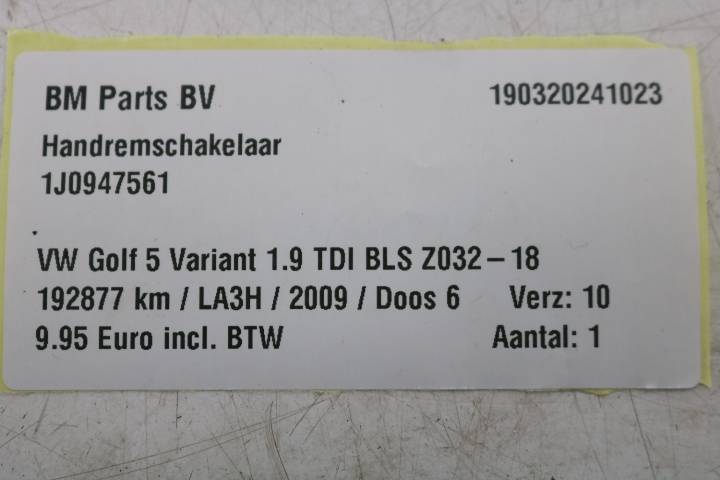 BM Parts BV 190320241023
Handremschakelaar
1J0947561
VW Golf 5 Variant 1.9 TDI BLS Z032-18
192877 km / LA3H / 2009 / Doos 6 Verz: 10
9.95 Euro incl. BTW Aantal: 1